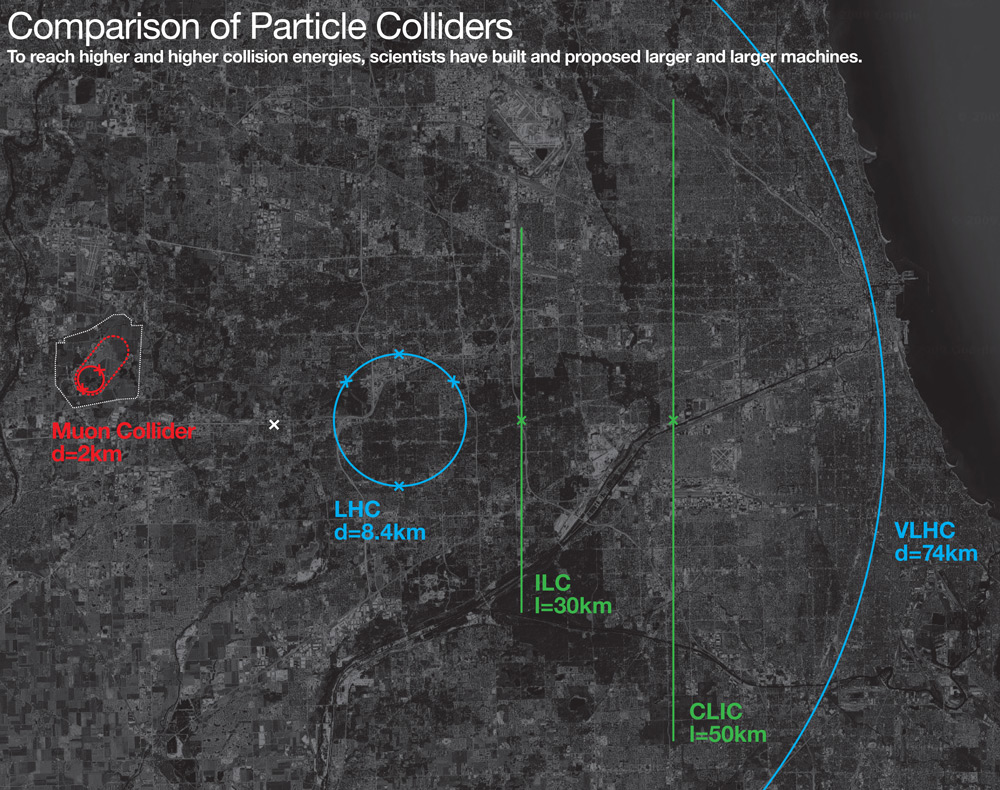 Comparison of Particle Colliders
To reach higher and higher collision energies, scientists have built and proposed larger and larger machines.
Muon Collider
d=2km
LHC
d=8.4km
ILC
l=30km
VLHC
d=74km
CLIC
l=50km